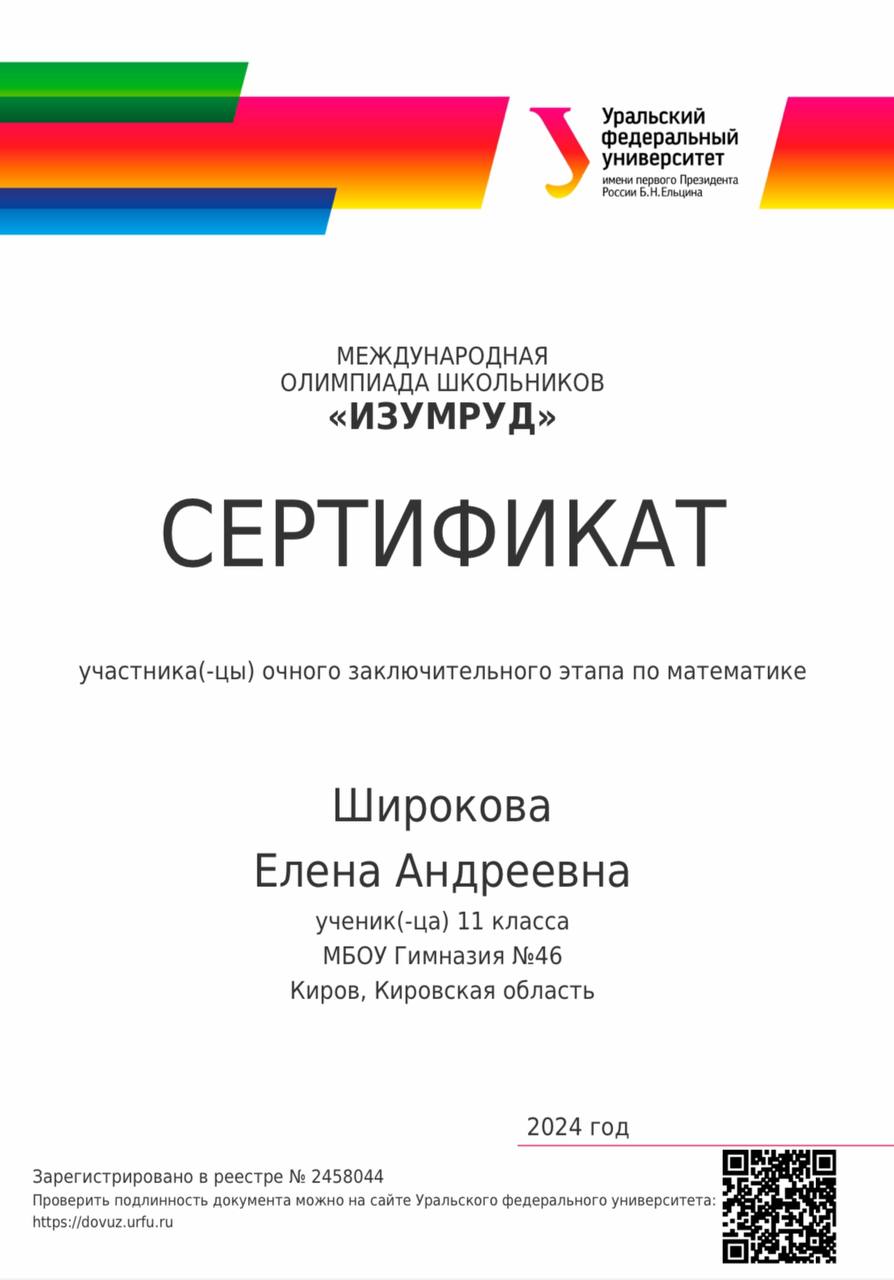 Уральский
федеральный
университет
имени первого Президента
России Б.Н.Ельцина
МЕЖДУНАРОДНАЯ
ОЛИМПИАДА ШКОЛЬНИКОВ
«ИЗУМРУД»
СЕРТИФИКАТ
участника(-цы) очного заключительного этапа по математике
Широкова
Елена Андреевна
ученик(-ца) 11 класса
МБОУ Гимназия №46
Киров, Кировская область
2024 год
Зарегистрировано в реестре № 2458044
Проверить подлинность документа можно на сайте Уральского федерального университета:
https://dovuz.urfu.ru